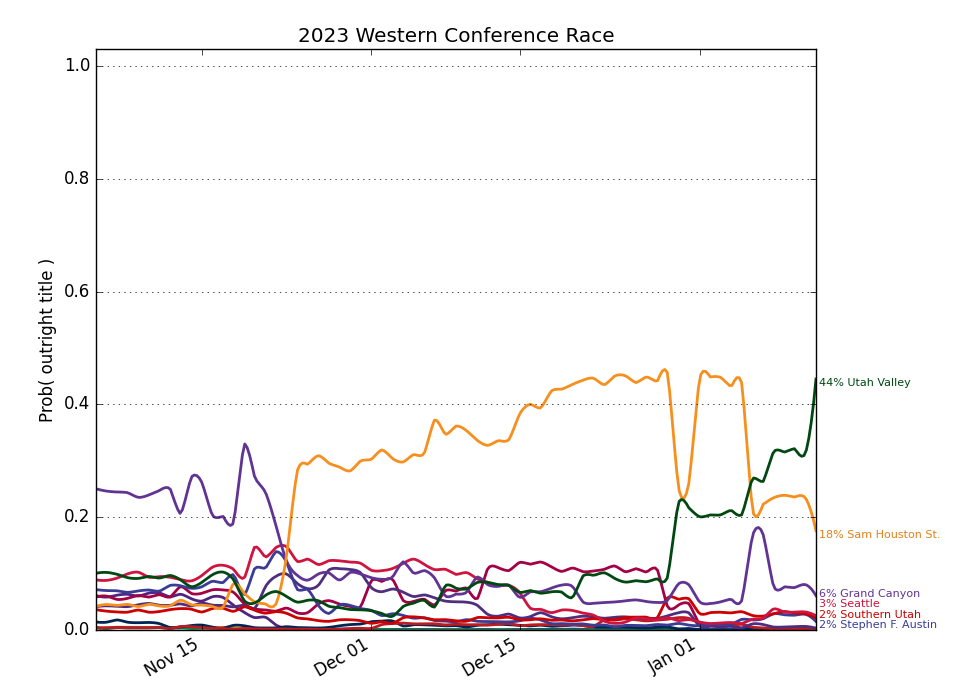 2023 Western Conference Race
Prob( outright title )
1.0
0.8
0.6
0.4
0.2
0.0
Nov 15
Dec 01
Dec 15
Jan 01
44% Utah Valley
18% Sam Houston St.
6% Grand Canyon
3% Seattle
2% Southern Utah
2% Stephen F. Austin